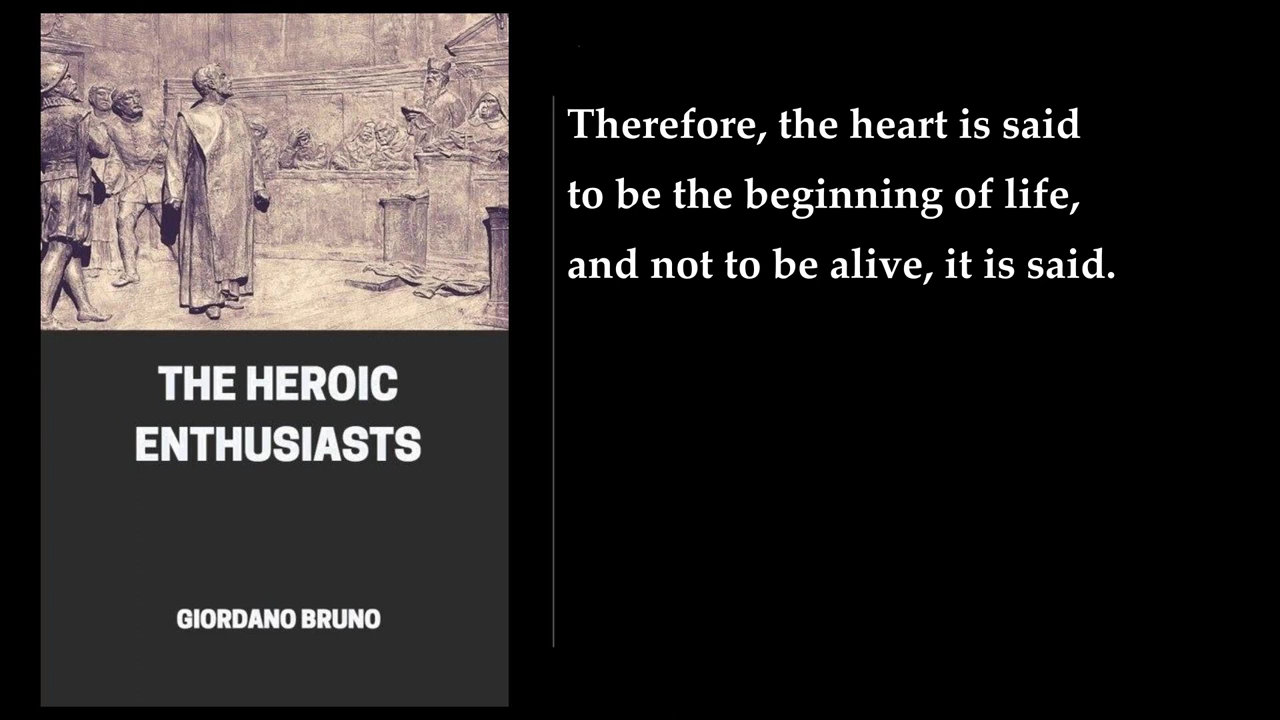 THE HEROIC
ENTHUSIASTS
GIORDANO BRUNO
Therefore, the heart is said
to be the beginning of life,
and not to be alive, it is said.